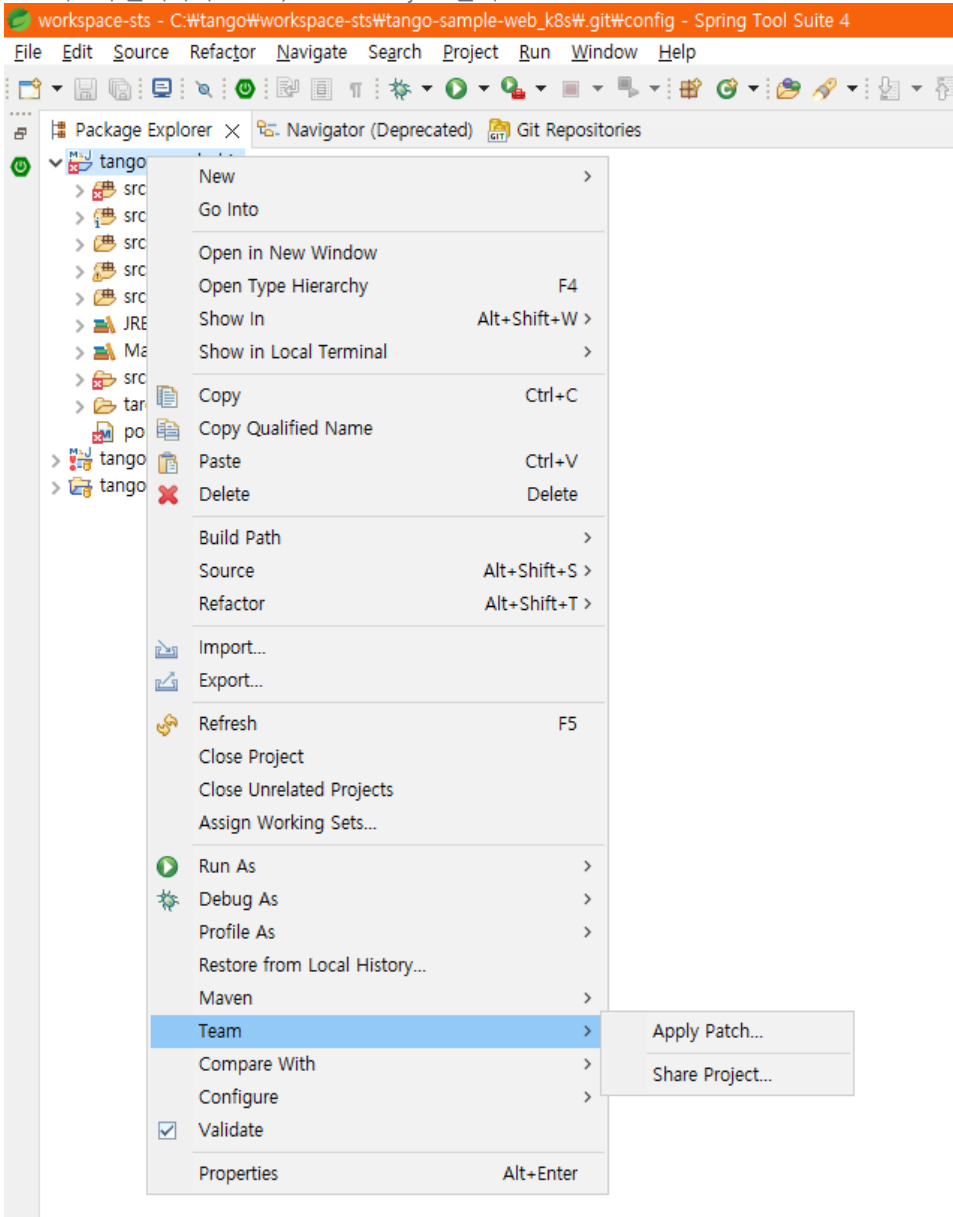 workspace-sts - C:₩tango₩workspace-sts₩tango-sample-web_k8s₩.git₩config - Spring Tool Suite 4
File Edit Source Refactor Navigate Search Project Run Window Help
Package Explorer Navigator (Deprecated) Git Repositories
tango
src
src
src
src
src
JRE
Ma
src
tar
po
tango
tango
New
Go Into
Open in New Window
Open Type Hierarchy F4
Show In Alt+Shift+W >
Show in Local Terminal >
Copy Ctrl+C
Copy Qualified Name
Paste Ctrl+V
Delete Delete
Build Path >
Source Alt+Shift+S >
Refactor Alt+Shift+T >
Import...
Export...
Refresh F5
Close Project
Close Unrelated Projects
Assign Working Sets...
Run As >
Debug As >
Profile As >
Restore from Local History...
Maven >
Team >
Compare With >
Configure >
Validate
Properties Alt+Enter
Apply Patch...
Share Project...